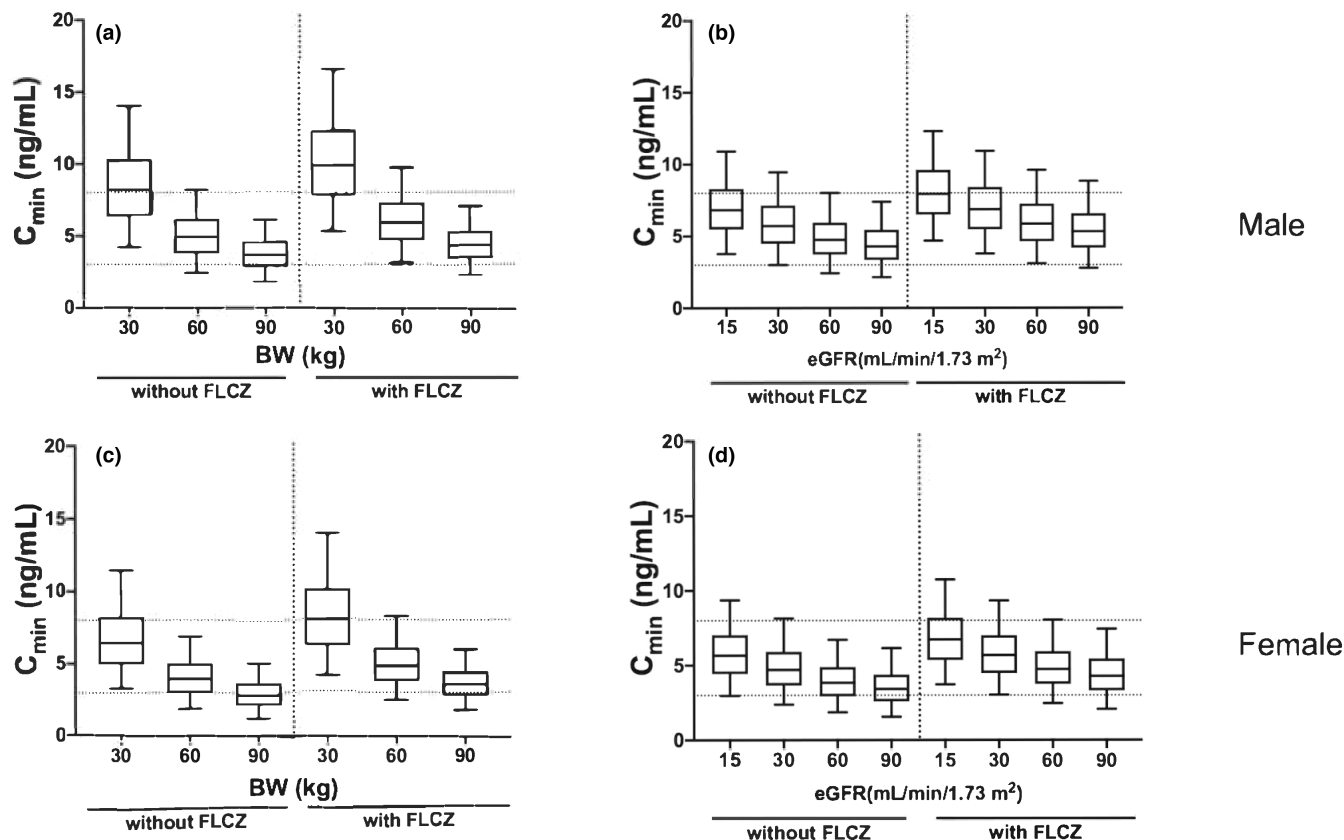 (a)
20
15
10
5
0
C_min (ng/mL)
30 60 90 30 60 90
BW (kg)
without FLCZ with FLCZ
(b)
20
15
10
5
0
C_min (ng/mL)
15 30 60 90 15 30 60 90
eGFR(mL/min/1.73 m²)
without FLCZ with FLCZ
Male
(c)
20
15
10
5
0
C_min (ng/mL)
30 60 90 30 60 90
BW (kg)
without FLCZ with FLCZ
(d)
20
15
10
5
0
C_min (ng/mL)
15 30 60 90 15 30 60 90
eGFR(mL/min/1.73 m²)
without FLCZ with FLCZ
Female